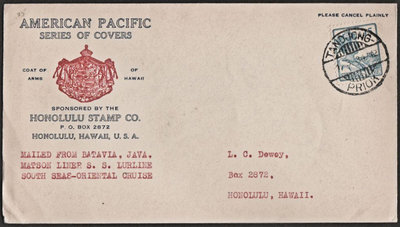 AMERICAN PACIFIC
SERIES OF COVERS
PLEASE CANCEL PLAINLY
COAT OF
ARMS
OF
HAWAII
TANDJONG-
PRIOK
SPONSORED BY THE
HONOLULU STAMP CO.
P. O. BOX 2872
HONOLULU, HAWAII, U. S. A.
MAILED FROM BATAVIA, JAVA.
MATSON LINER S. S. LURLINE
SOUTH SEAS-ORIENTAL CRUISE
L. C. Dewey,
Box 2872,
HONOLULU, HAWAII.